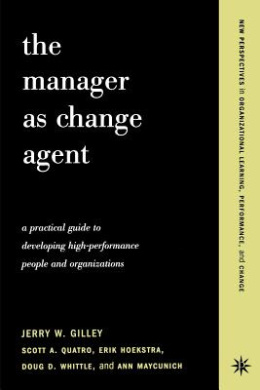 the
manager
as change
agent
a practical guide to
developing high-performance
people and organizations
JERRY W. GILLEY
SCOTT A. QUATRO, ERIK HOEKSTRA,
DOUG D. WHITTLE, and ANN MAYCUNICH
NEW PERSPECTIVES in ORGANIZATIONAL LEARNING, PERFORMANCE, and CHANGE